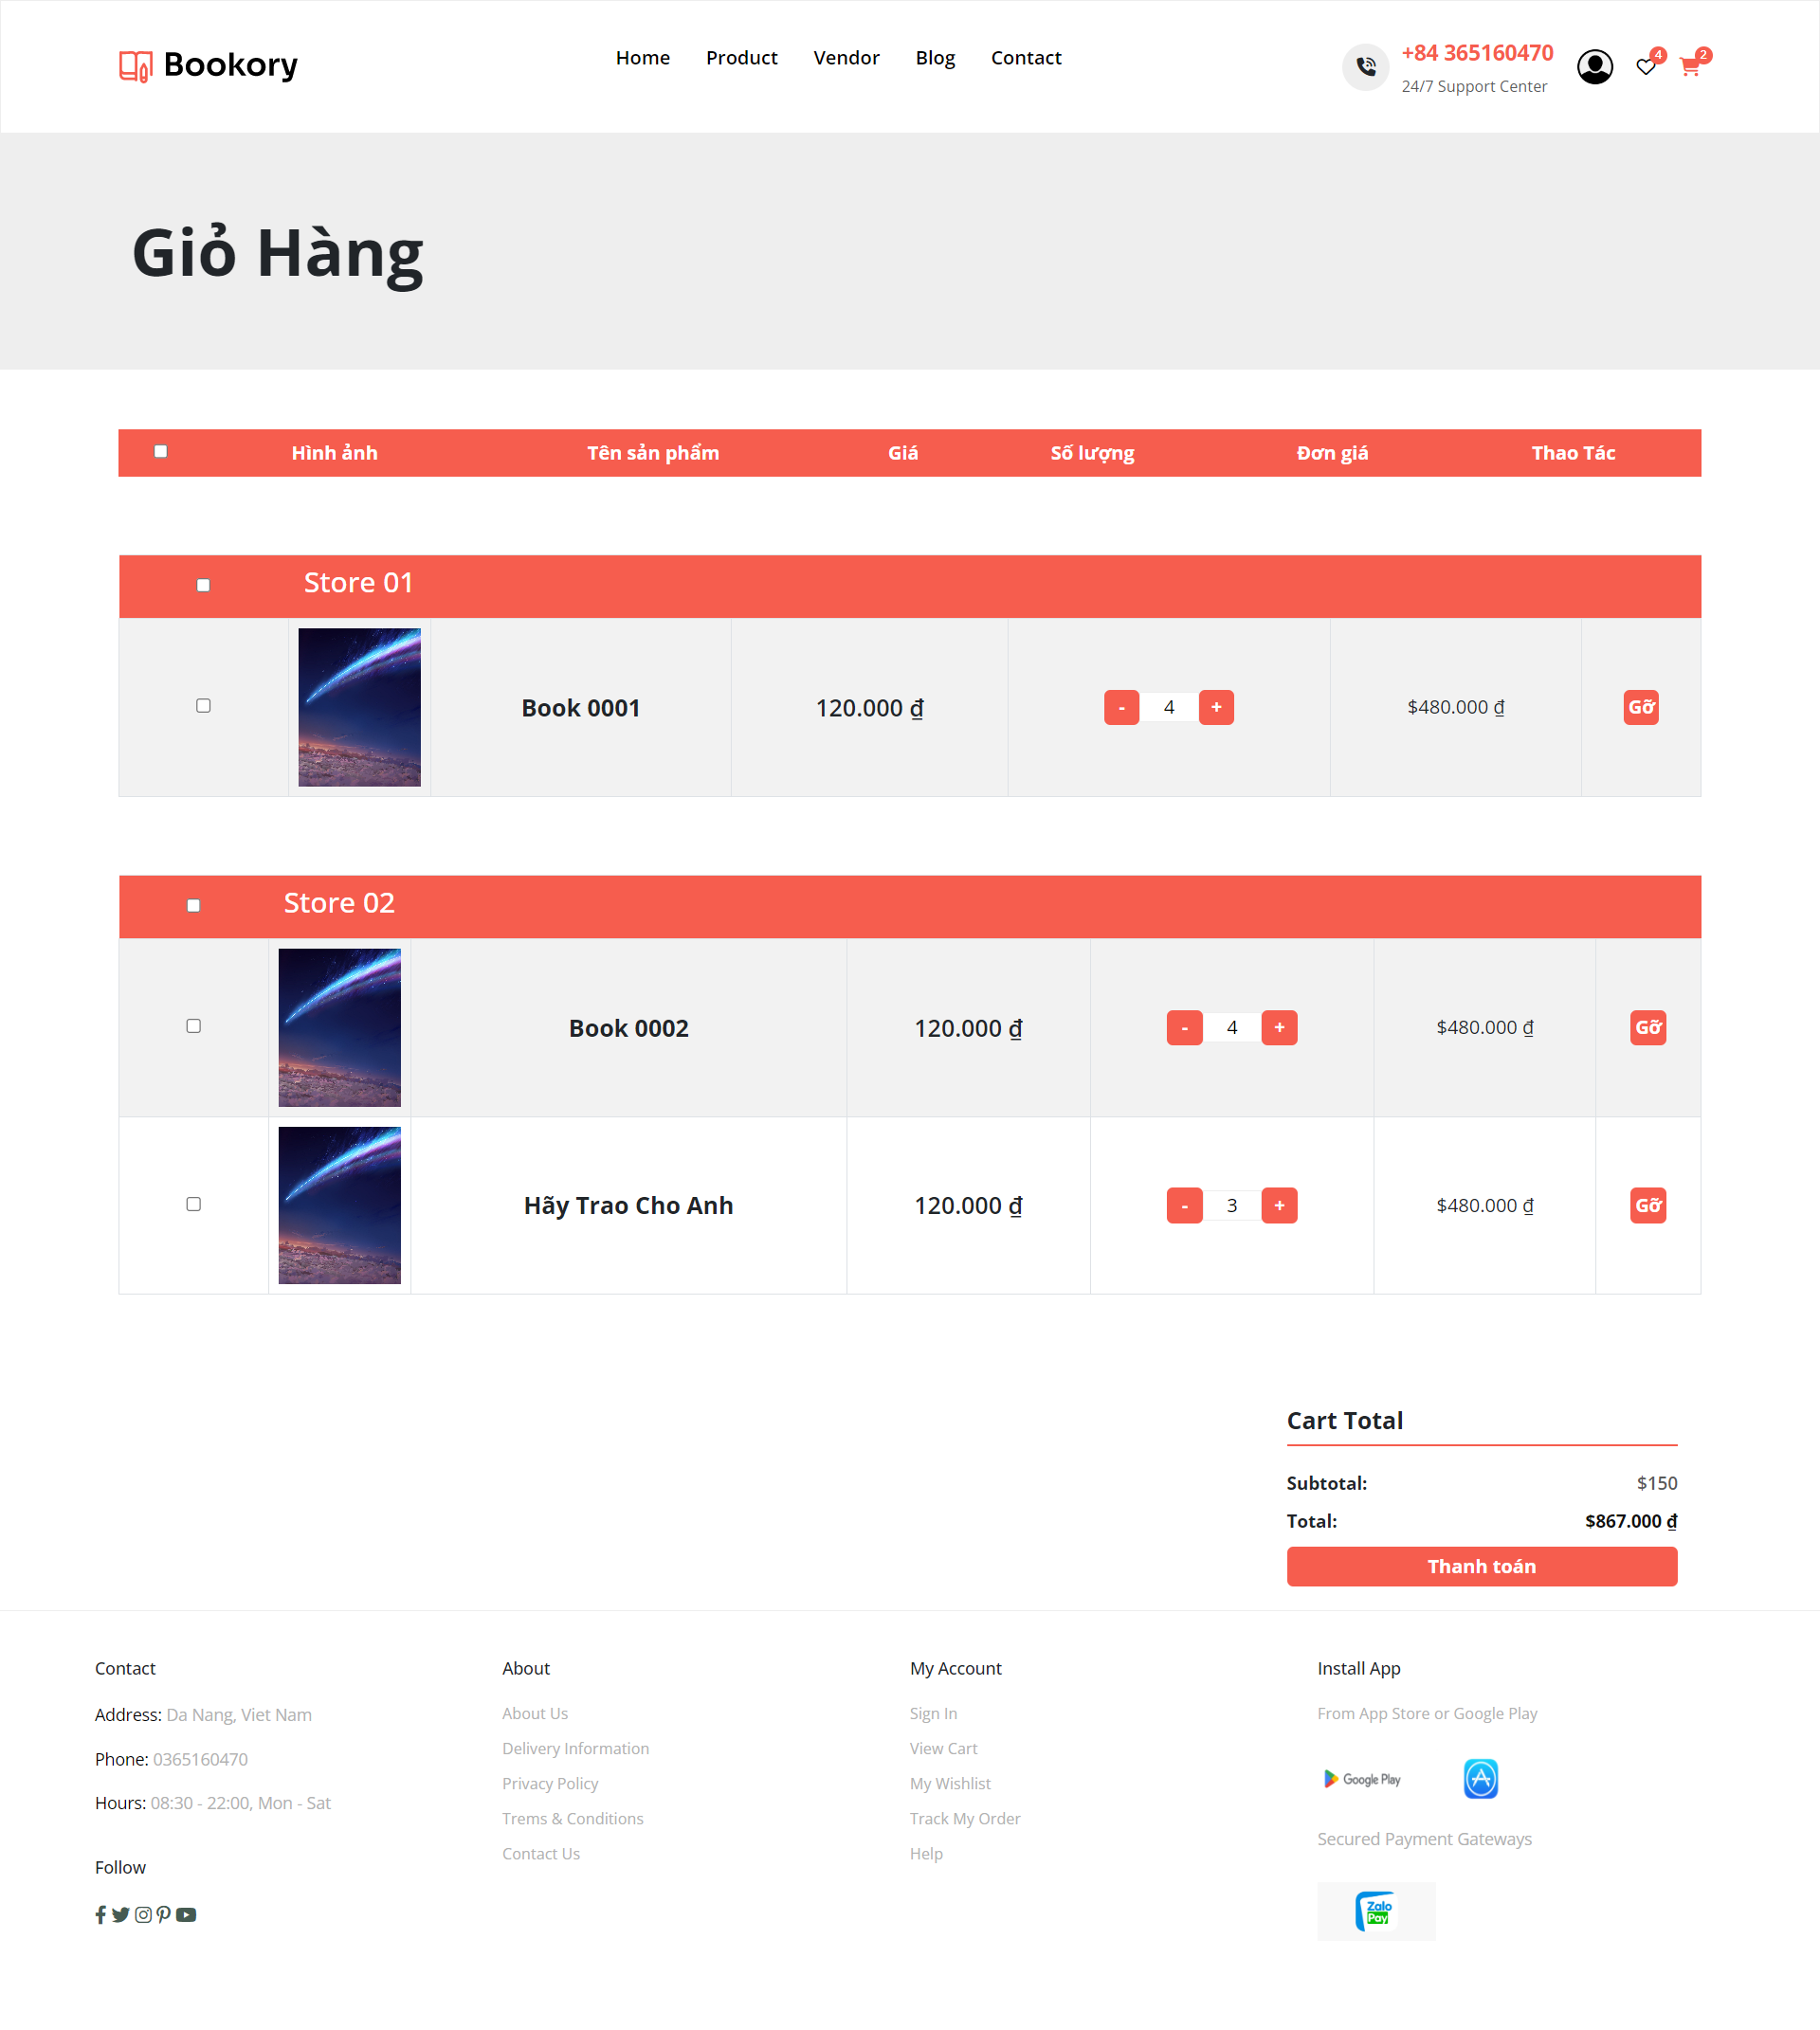 Bookory
Home Product Vendor Blog Contact
+84 365160470
24/7 Support Center
4
2
Giỏ Hàng
Hình ảnh Tên sản phẩm Giá Số lượng Đơn giá Thao Tác
Store 01
Book 0001 120.000 ₫ - 4 + $480.000 ₫ Gỡ
Store 02
Book 0002 120.000 ₫ - 4 + $480.000 ₫ Gỡ
Hãy Trao Cho Anh 120.000 ₫ - 3 + $480.000 ₫ Gỡ
Cart Total
Subtotal: $150
Total: $867.000 ₫
Thanh toán
Contact
Address: Da Nang, Viet Nam
Phone: 0365160470
Hours: 08:30 - 22:00, Mon - Sat
Follow
About
About Us
Delivery Information
Privacy Policy
Trems & Conditions
Contact Us
My Account
Sign In
View Cart
My Wishlist
Track My Order
Help
Install App
From App Store or Google Play
Google Play
Secured Payment Gateways
Zalo
Pay